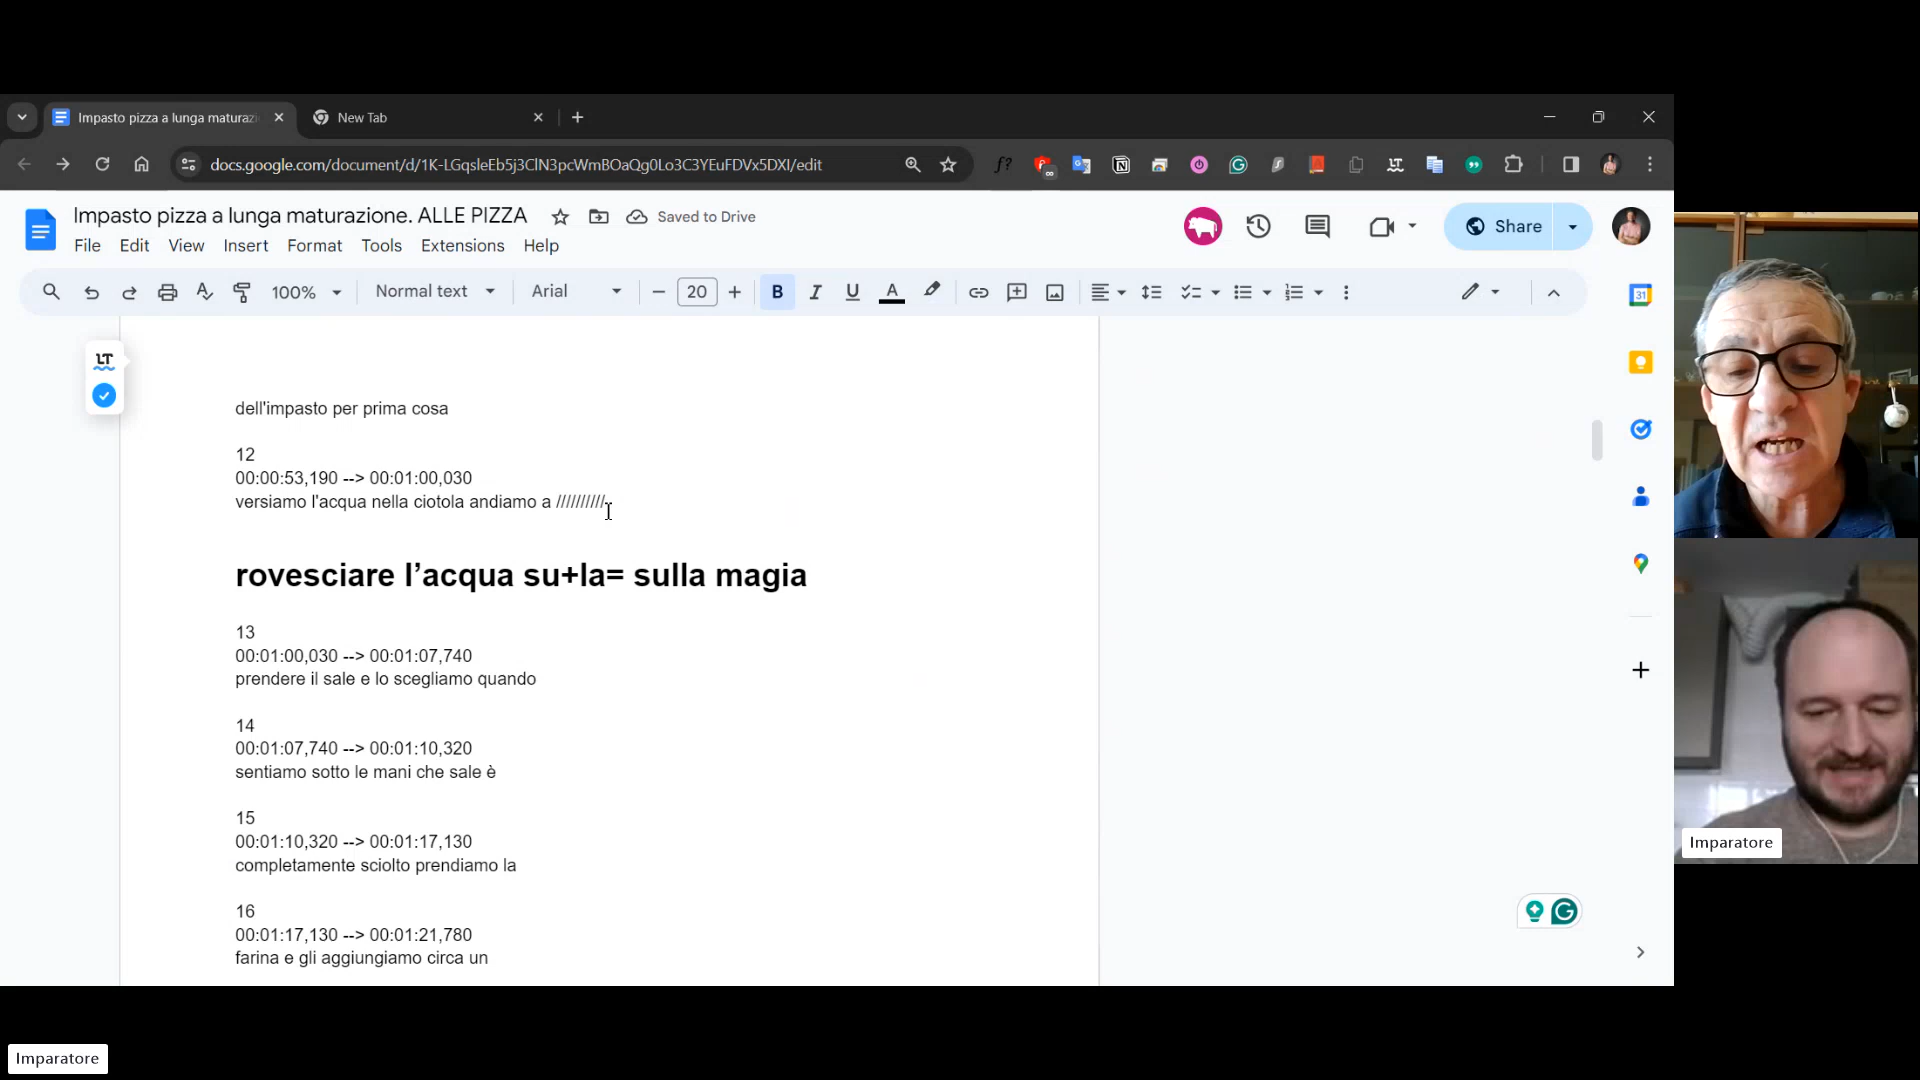 Impasto pizza a lunga maturazi
New Tab
docs.google.com/document/d/1K-LGqsleEb5j3ClN3pcWmBOaQg0Lo3C3YEuFDVx5DXI/edit
Impasto pizza a lunga maturazione. ALLE PIZZA
Saved to Drive
File Edit View Insert Format Tools Extensions Help
Share
100% Normal text Arial 20 B I U A
31
LT
dell'impasto per prima cosa
12
00:00:53,190 --> 00:01:00,030
versiamo l'acqua nella ciotola andiamo a //////////
rovesciare l’acqua su+la= sulla magia
13
00:01:00,030 --> 00:01:07,740
prendere il sale e lo scegliamo quando
14
00:01:07,740 --> 00:01:10,320
sentiamo sotto le mani che sale è
15
00:01:10,320 --> 00:01:17,130
completamente sciolto prendiamo la
16
00:01:17,130 --> 00:01:21,780
farina e gli aggiungiamo circa un
Imparatore
Imparatore